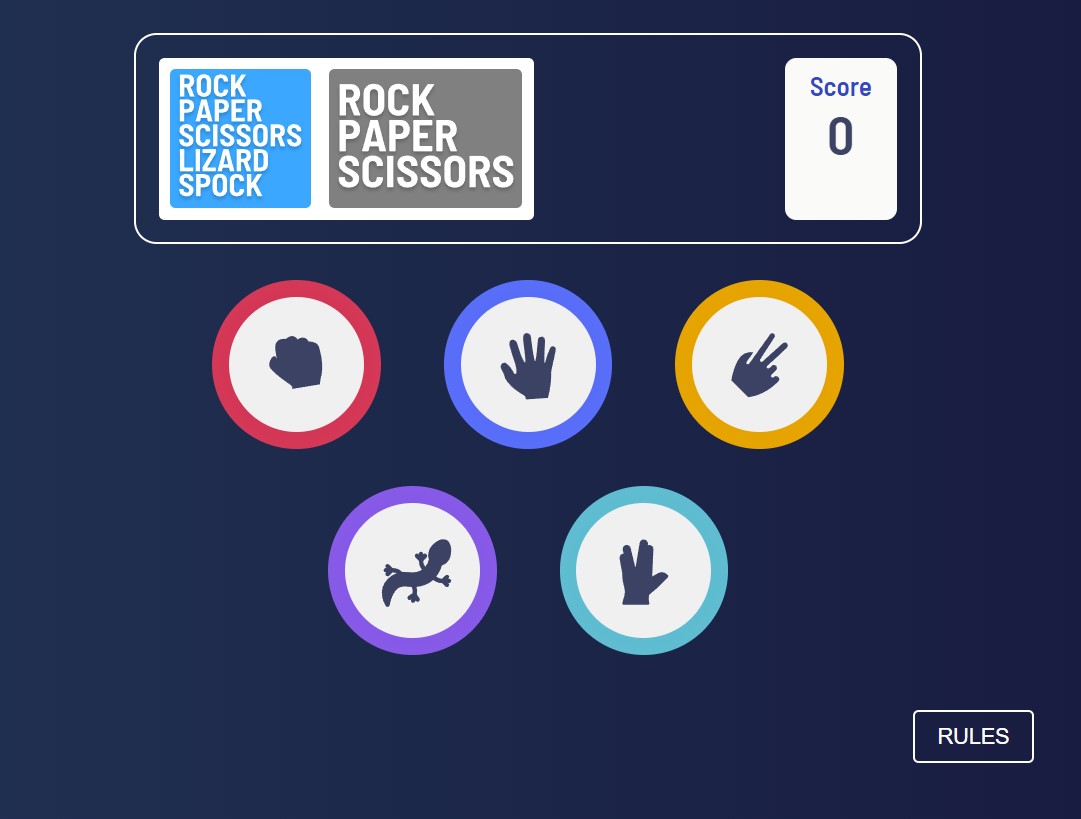 ROCK
PAPER
SCISSORS
LIZARD
SPOCK
ROCK
PAPER
SCISSORS
Score
0
RULES